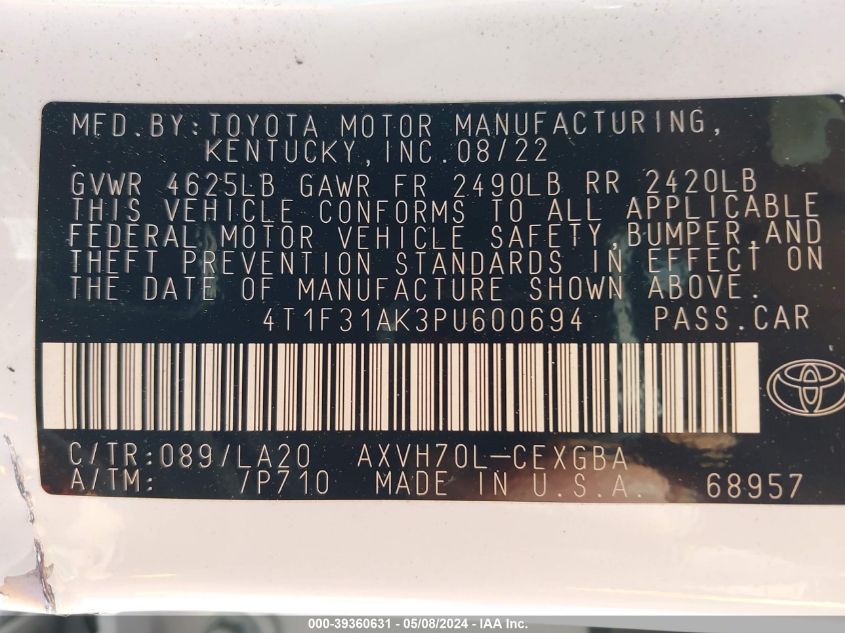 MFD.BY:TOYOTA MOTOR MANUFACTURING,
KENTUCKY,INC.08/22
GVWR 4625LB GAWR FR 2490LB RR 2420LB
THIS VEHICLE CONFORMS TO ALL APPLICABLE
FEDERAL MOTOR VEHICLE SAFETY,BUMPER,AND
THEFT PREVENTION STANDARDS IN EFFECT ON
THE DATE OF MANUFACTURE SHOWN ABOVE.
4T1F31AK3PU600694 PASS.CAR
C/TR:089/LA20 AXVH70L-CEXGBA
A/TM: /P710 MADE IN U.S.A. 68957
000-39360631 - 05/08/2024 - IAA Inc.